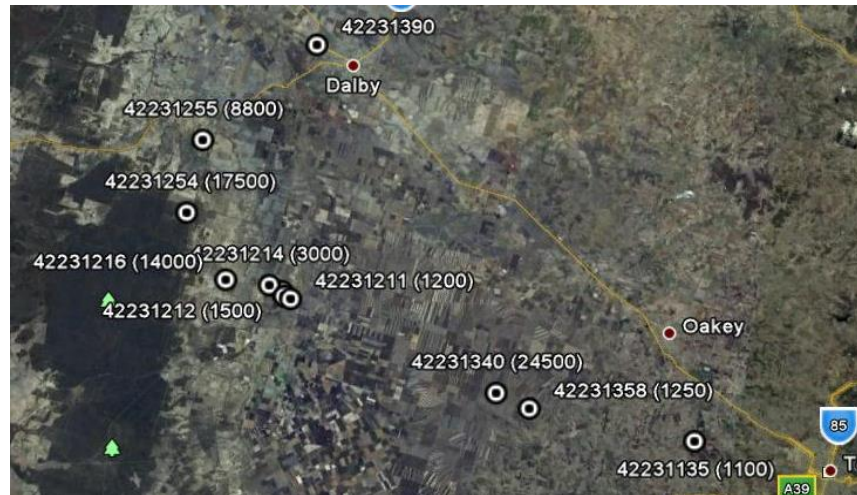 42231390
Dalby
42231255 (8800)
42231254 (17500)
42231214 (3000)
42231216 (14000)
42231211 (1200)
42231212 (1500)
Oakey
42231340 (24500)
42231358 (1250)
85
42231135 (1100)
T
A39